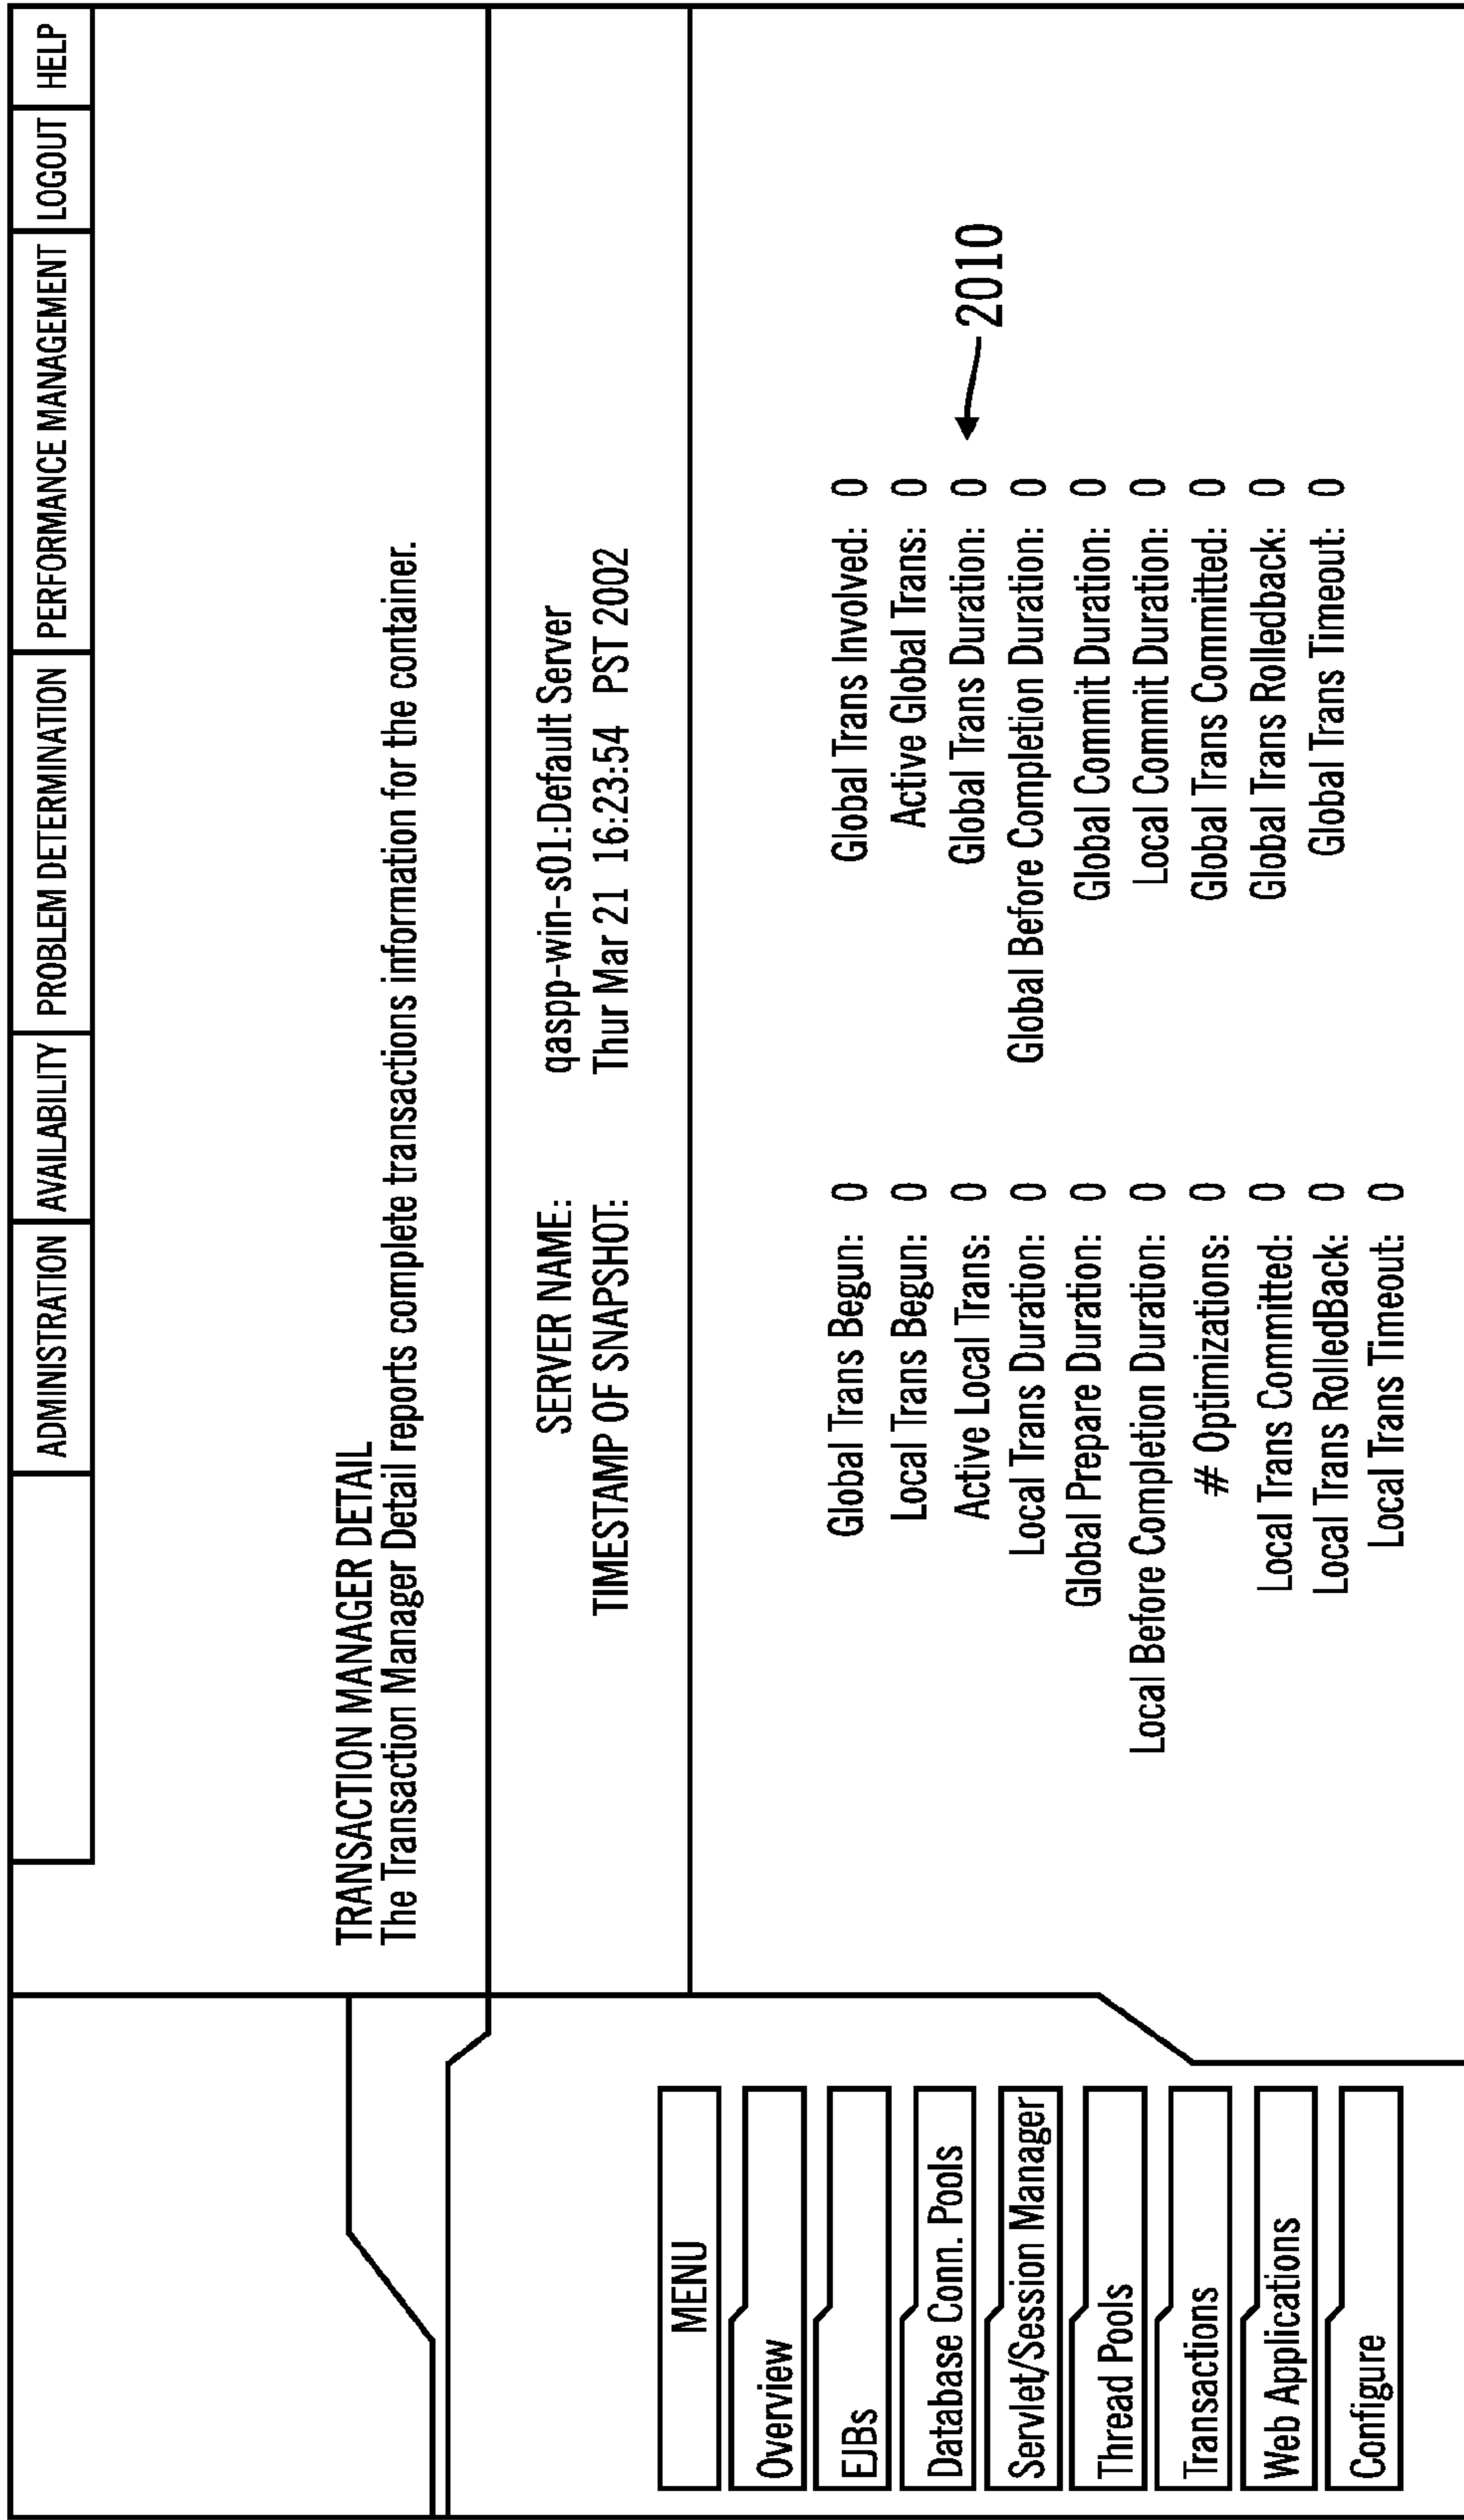 ADMINISTRATION AVAILABILITY PROBLEM DETERMINATION PERFORMANCE MANAGEMENT LOGOUT HELP
TRANSACTION MANAGER DETAIL
The Transaction Manager Detail reports complete transactions information for the container.
SERVER NAME: qaspp-win-s01:Default Server
TIMESTAMP OF SNAPSHOT: Thur Mar 21 16:23:54 PST 2002
MENU
Overview
EJBs
Database Conn. Pools
Servlet/Session Manager
Thread Pools
Transactions
Web Applications
Configure
Global Trans Begun: 0 Global Trans Involved: 0
Local Trans Begun: 0 Active Global Trans: 0
Active Local Trans: 0 Global Trans Duration: 0 2010
Local Trans Duration: 0 Global Before Completion Duration: 0
Global Prepare Duration: 0 Global Commit Duration: 0
Local Before Completion Duration: 0 Local Commit Duration: 0
# Optimizations: 0 Global Trans Committed: 0
Local Trans Committed: 0 Global Trans Rolledback: 0
Local Trans RolledBack: 0 Global Trans Timeout: 0
Local Trans Timeout: 0